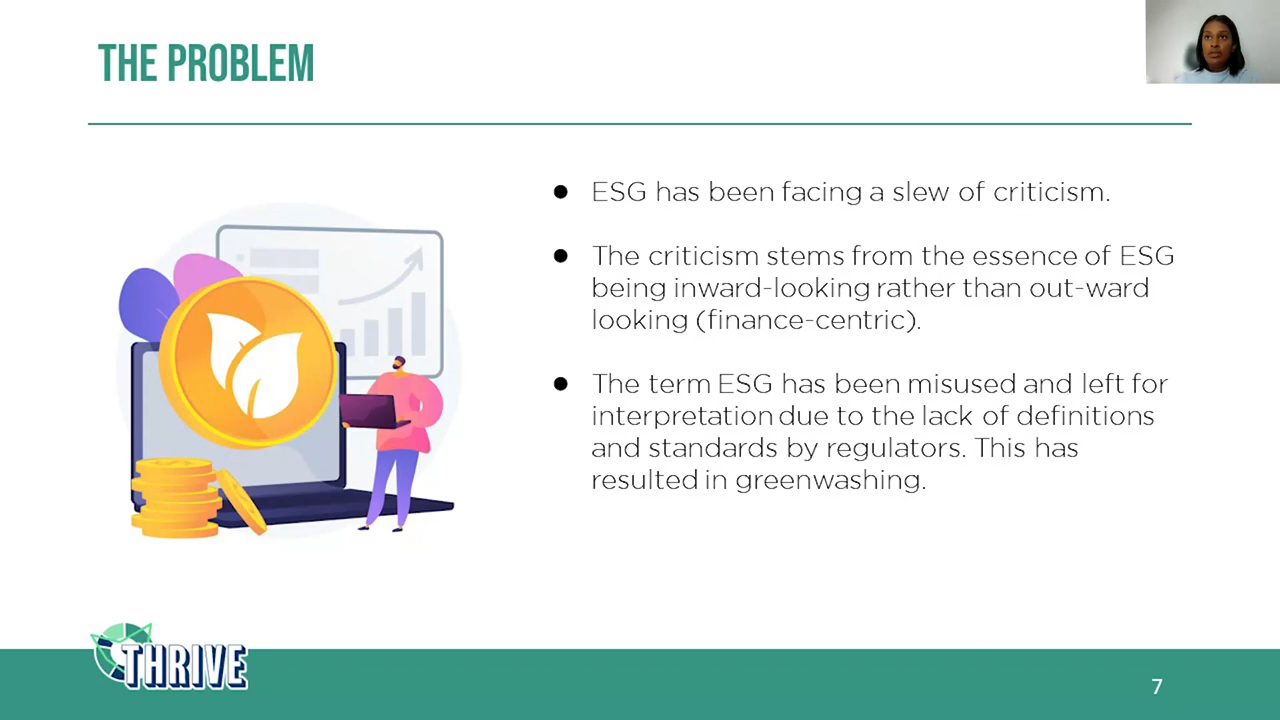 THE PROBLEM
● ESG has been facing a slew of criticism.
● The criticism stems from the essence of ESG
being inward-looking rather than out-ward
looking (finance-centric).
● The term ESG has been misused and left for
interpretation due to the lack of definitions
and standards by regulators. This has
resulted in greenwashing.
THRIVE
7